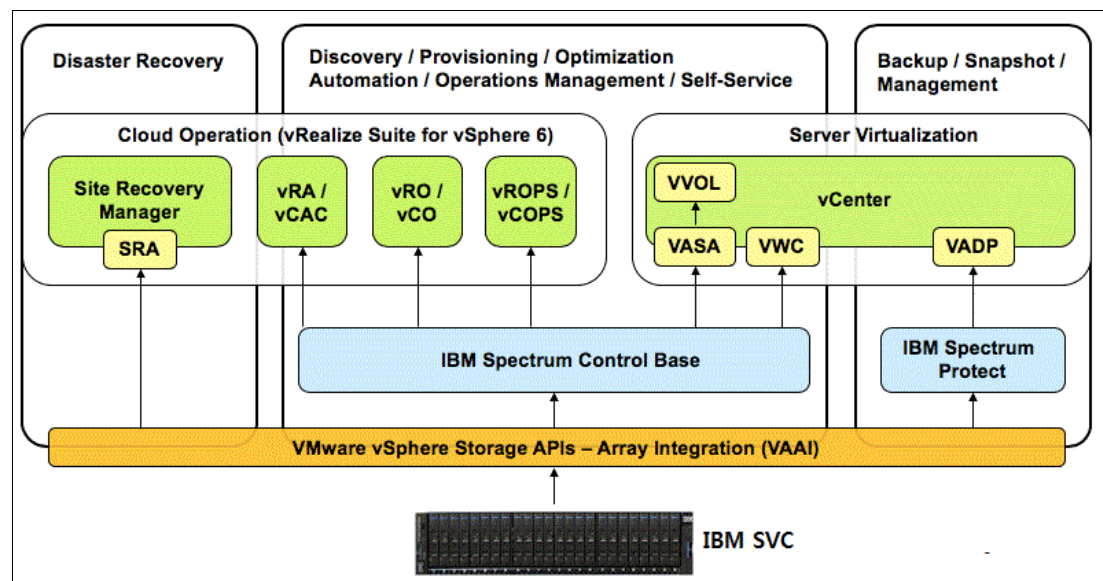 Disaster Recovery
Discovery / Provisioning / Optimization
Automation / Operations Management / Self-Service
Backup / Snapshot /
Management
Cloud Operation (vRealize Suite for vSphere 6)
Server Virtualization
Site Recovery
Manager
SRA
vRA /
vCAC
vRO /
vCO
vROPS /
vCOPS
VVOL
vCenter
VASA
VWC
VADP
IBM Spectrum Control Base
IBM Spectrum
Protect
VMware vSphere Storage APIs – Array Integration (VAAI)
IBM SVC
-